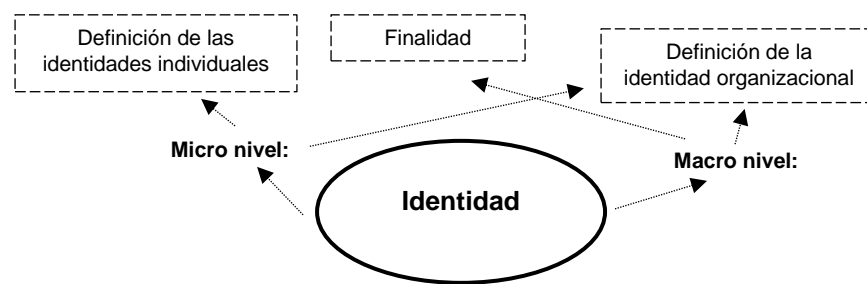 Definición de las
identidades individuales
Finalidad
Definición de la
identidad organizacional
Micro nivel:
Macro nivel:
Identidad